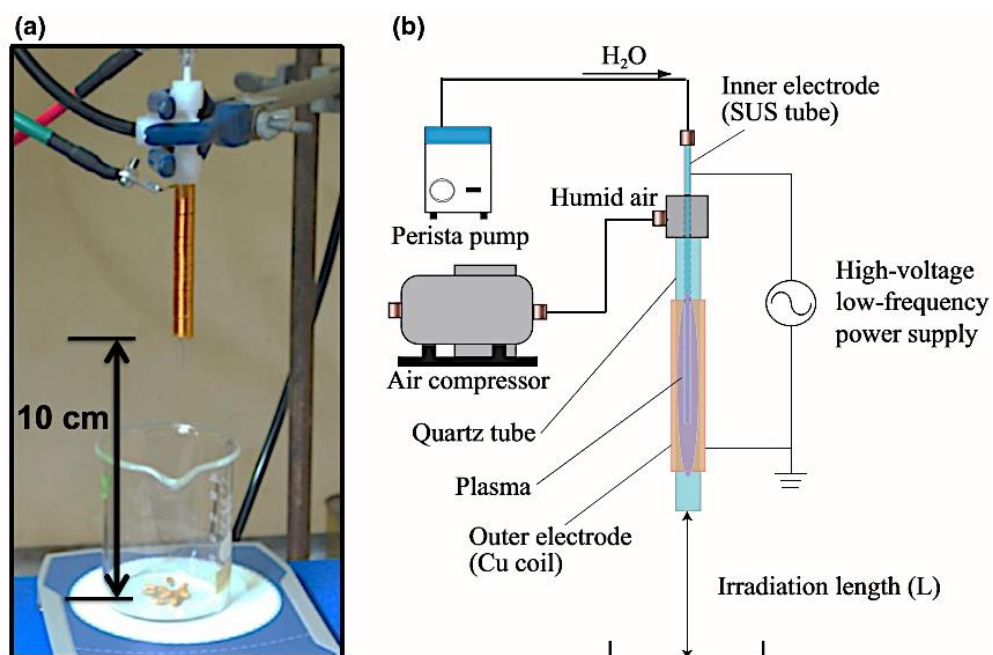 (a)
10 cm
(b)
H₂O
Inner electrode
(SUS tube)
Humid air
Perista pump
High-voltage
low-frequency
power supply
Air compressor
Quartz tube
Plasma
Outer electrode
(Cu coil)
Irradiation length (L)